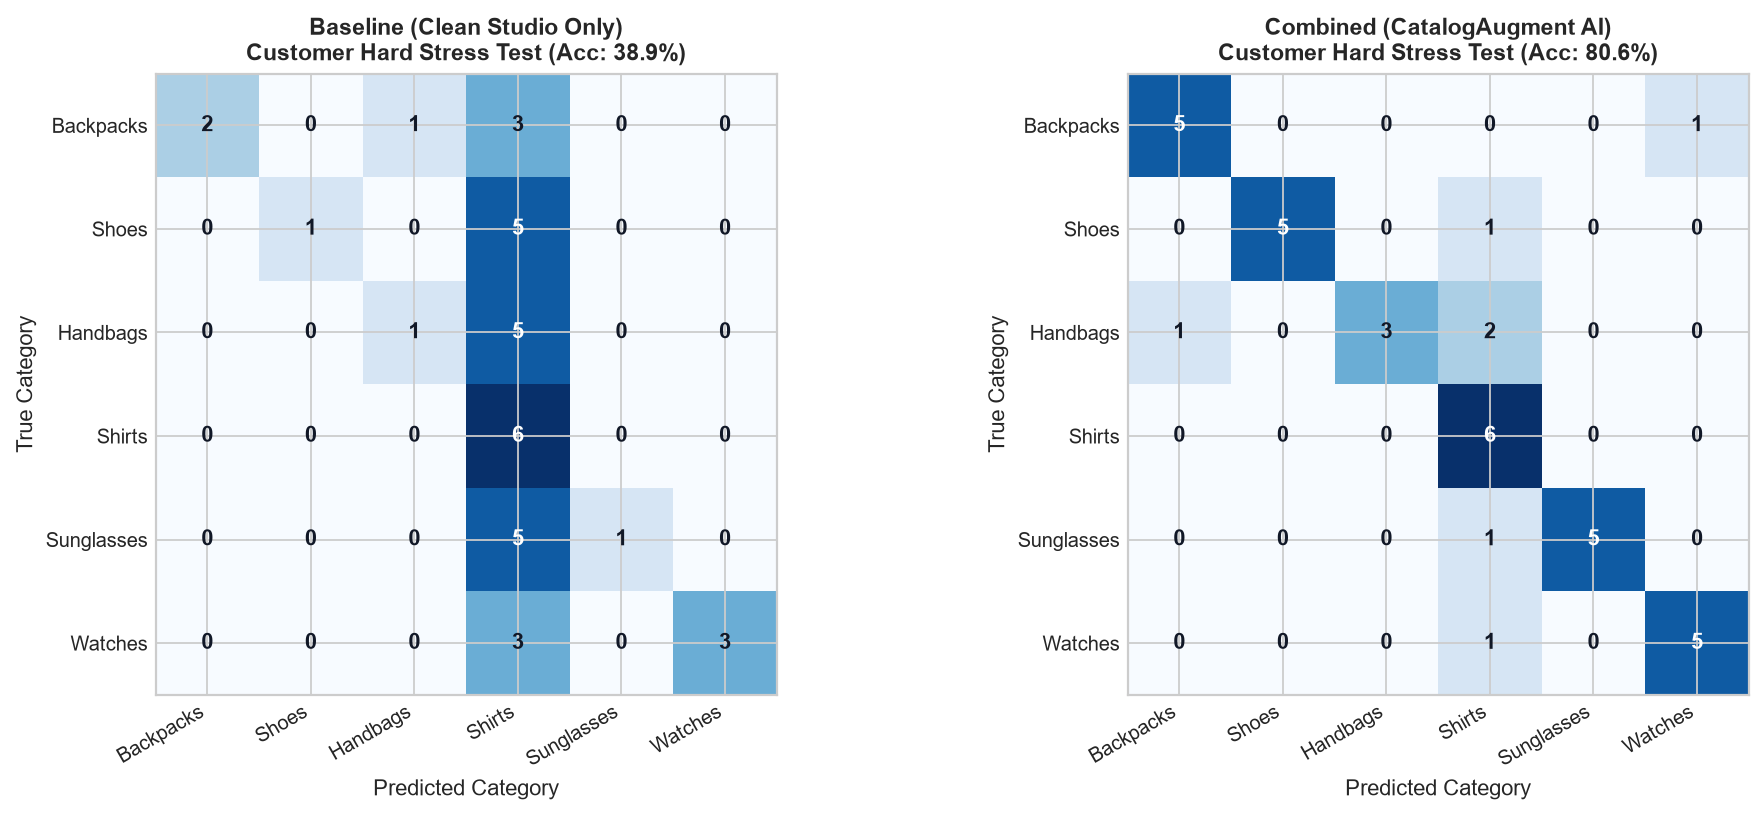 Baseline (Clean Studio Only)
Customer Hard Stress Test (Acc: 38.9%)
True Category
Backpacks 2 0 1 3 0 0
Shoes 0 1 0 5 0 0
Handbags 0 0 1 5 0 0
Shirts 0 0 0 6 0 0
Sunglasses 0 0 0 5 1 0
Watches 0 0 0 3 0 3
Backpacks Shoes Handbags Shirts Sunglasses Watches
Predicted Category
Combined (CatalogAugment AI)
Customer Hard Stress Test (Acc: 80.6%)
True Category
Backpacks 5 0 0 0 0 1
Shoes 0 5 0 1 0 0
Handbags 1 0 3 2 0 0
Shirts 0 0 0 6 0 0
Sunglasses 0 0 0 1 5 0
Watches 0 0 0 1 0 5
Backpacks Shoes Handbags Shirts Sunglasses Watches
Predicted Category